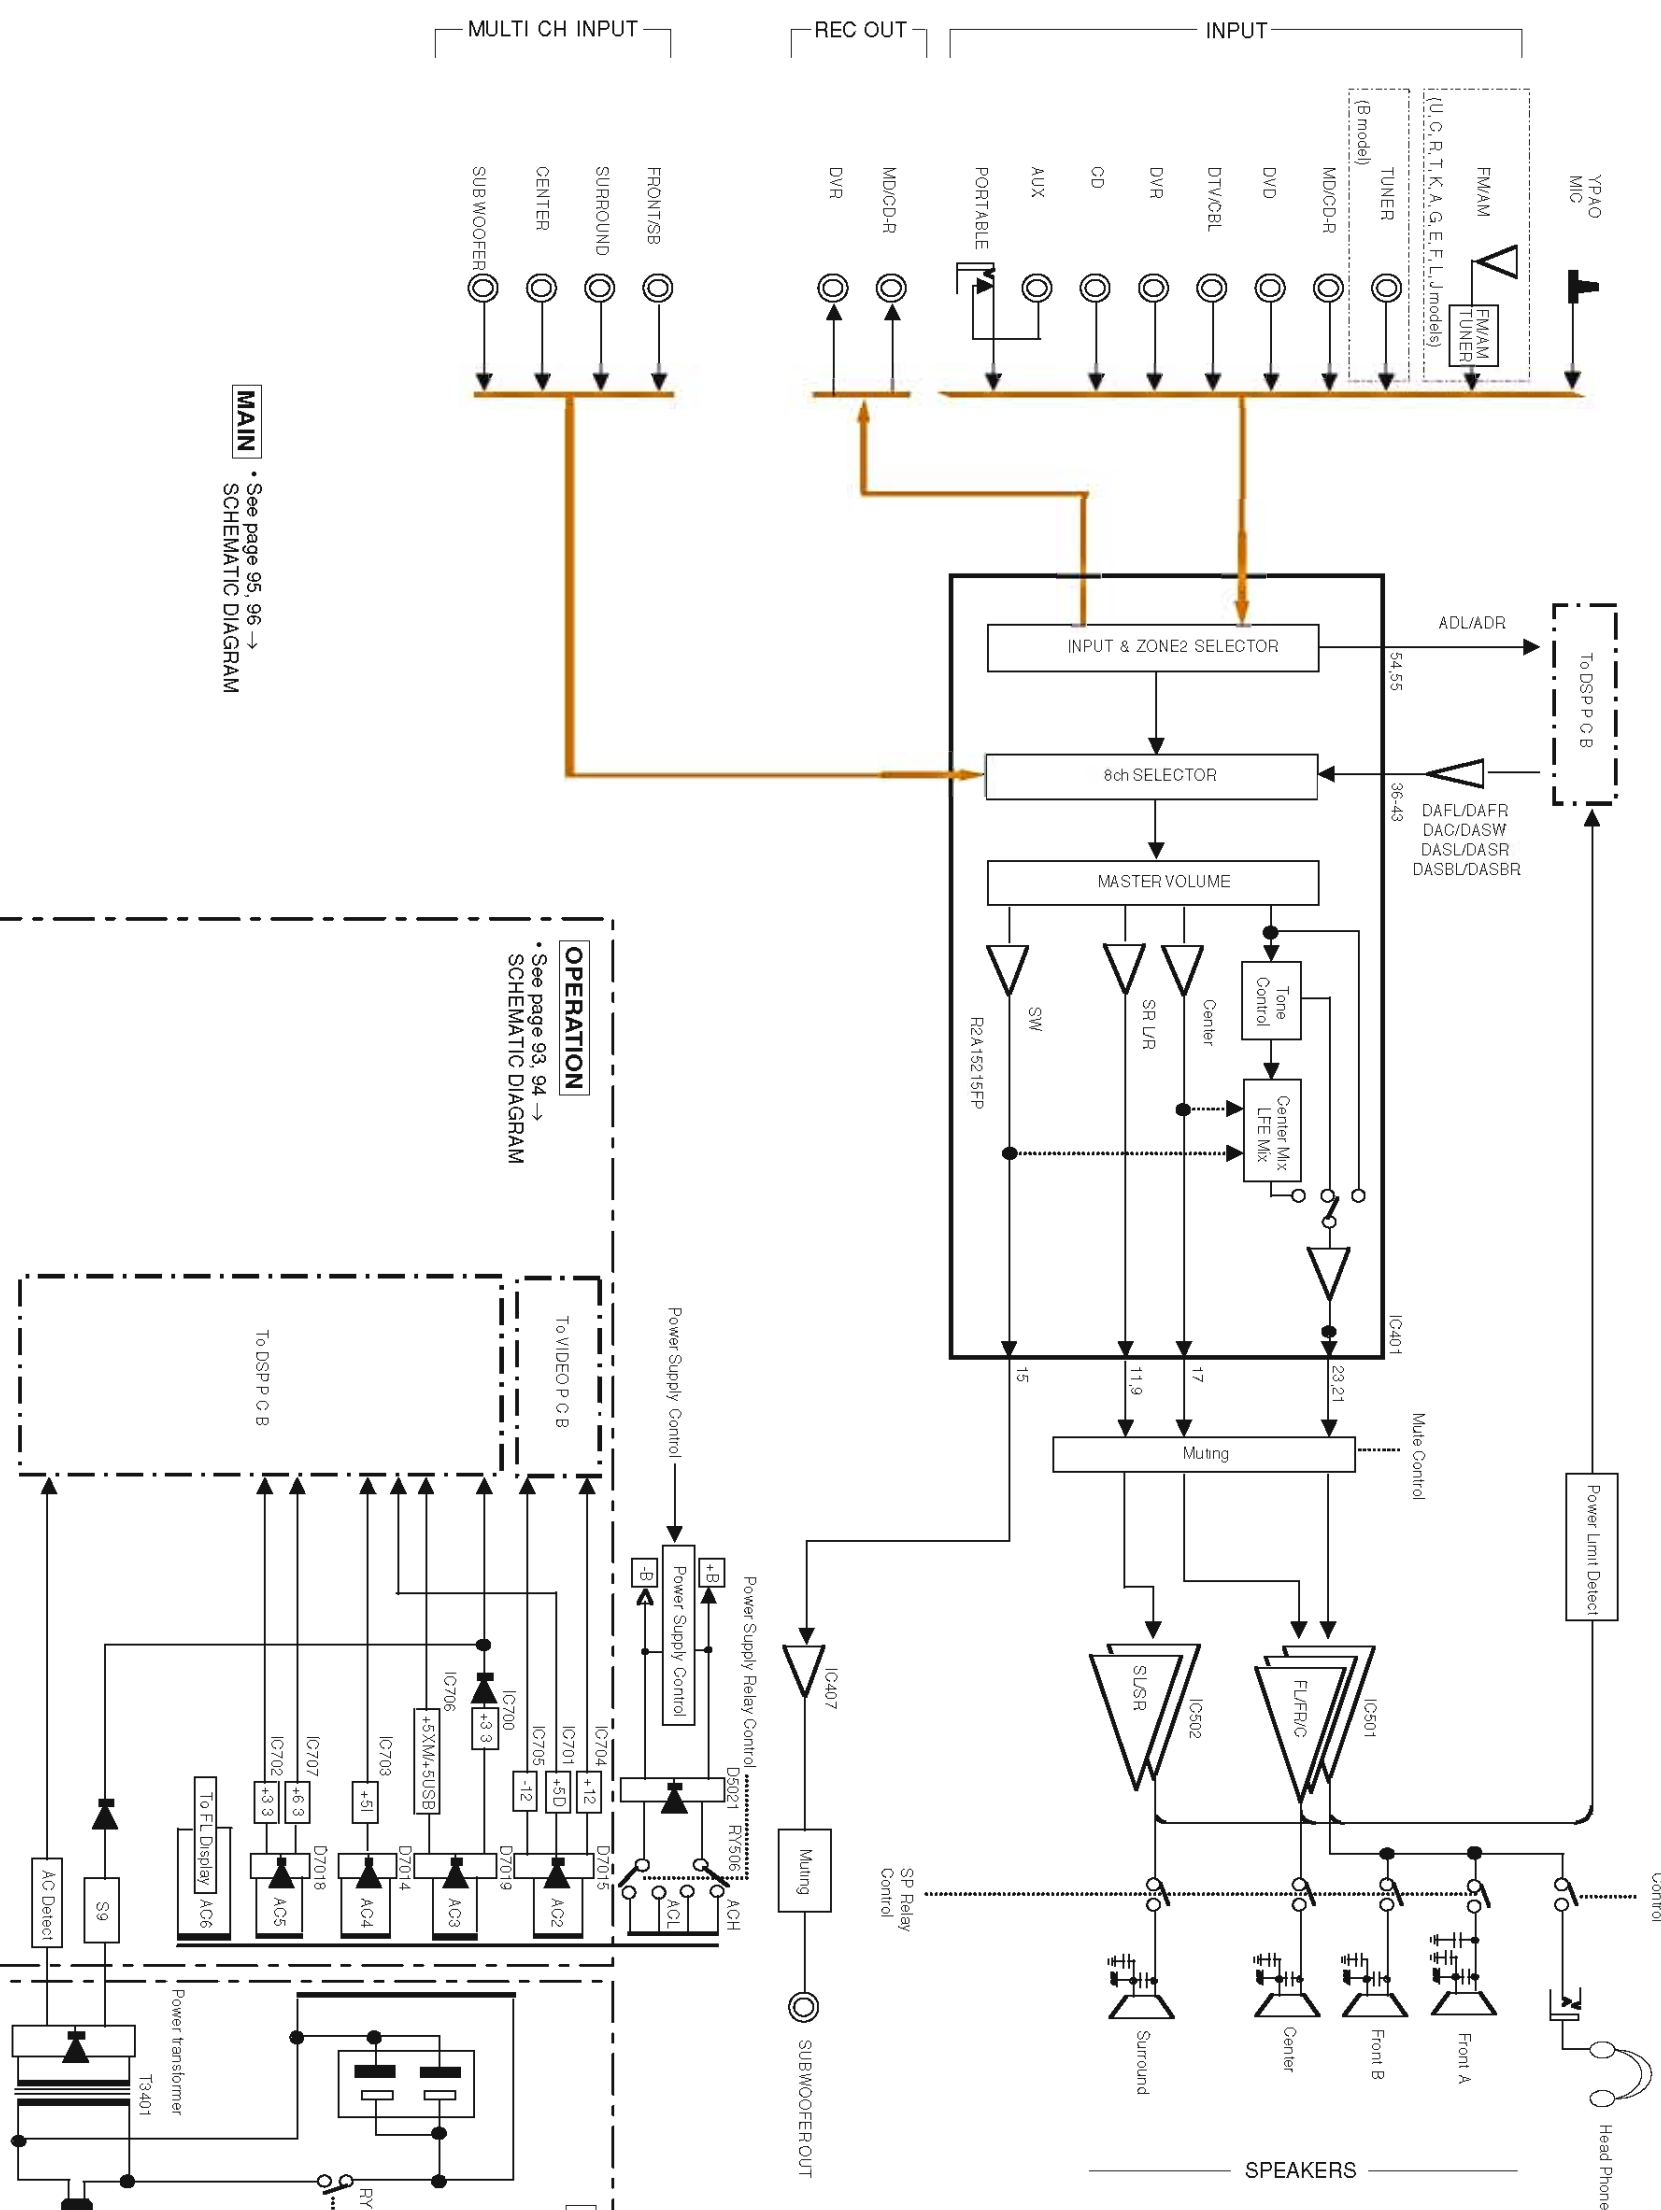 MULTI CH INPUT
REC OUT
INPUT
SUBWOOFER
CENTER
SURROUND
FRONT/SB
DVR
MD/CD-R
PORTABLE
AUX
CD
DVR
DTV/CBL
DVD
MD/CD-R
TUNER
(B model)
FM/AM
FM/AM
TUNER
(U, C, R, T, K, A, G, E, F, L, J models)
YPAO
MIC
MAIN
• See page 95, 96 →
SCHEMATIC DIAGRAM
INPUT & ZONE2 SELECTOR
ADL/ADR
54,55
To DSP P C B
8ch SELECTOR
36-43
DAFL/DAFR
DAC/DASW
DASL/DASR
DASBL/DASBR
MASTER VOLUME
Tone
Control
SW
SR L/R
Center
R2A15215FP
Center Mix
LFE Mix
IC401
15
11,9
17
23,21
Muting
Mute Control
Power Limit Detect
OPERATION
• See page 93, 94 →
SCHEMATIC DIAGRAM
To DSP P C B
To VIDEO P C B
Power Supply Control
-B
+B
Power Supply Control
Power Supply Relay Control
IC407
SL/SR
IC502
FL/FR/C
IC501
IC706
IC700
+3 3
+5XM/+5USB
IC705
IC701
IC704
-12
+5D
+12
IC702
IC707
+3 3
+6 3
IC703
+5I
D5021
RY506
To FL Display
AC6
D7018
AC5
D7014
AC4
D7019
AC3
D7015
AC2
ACL
ACH
AC Detect
S9
Muting
SP Relay
Control
Control
Power transformer
T3401
RY
SUBWOOFER OUT
Surround
Center
Front B
Front A
Head Phone
SPEAKERS